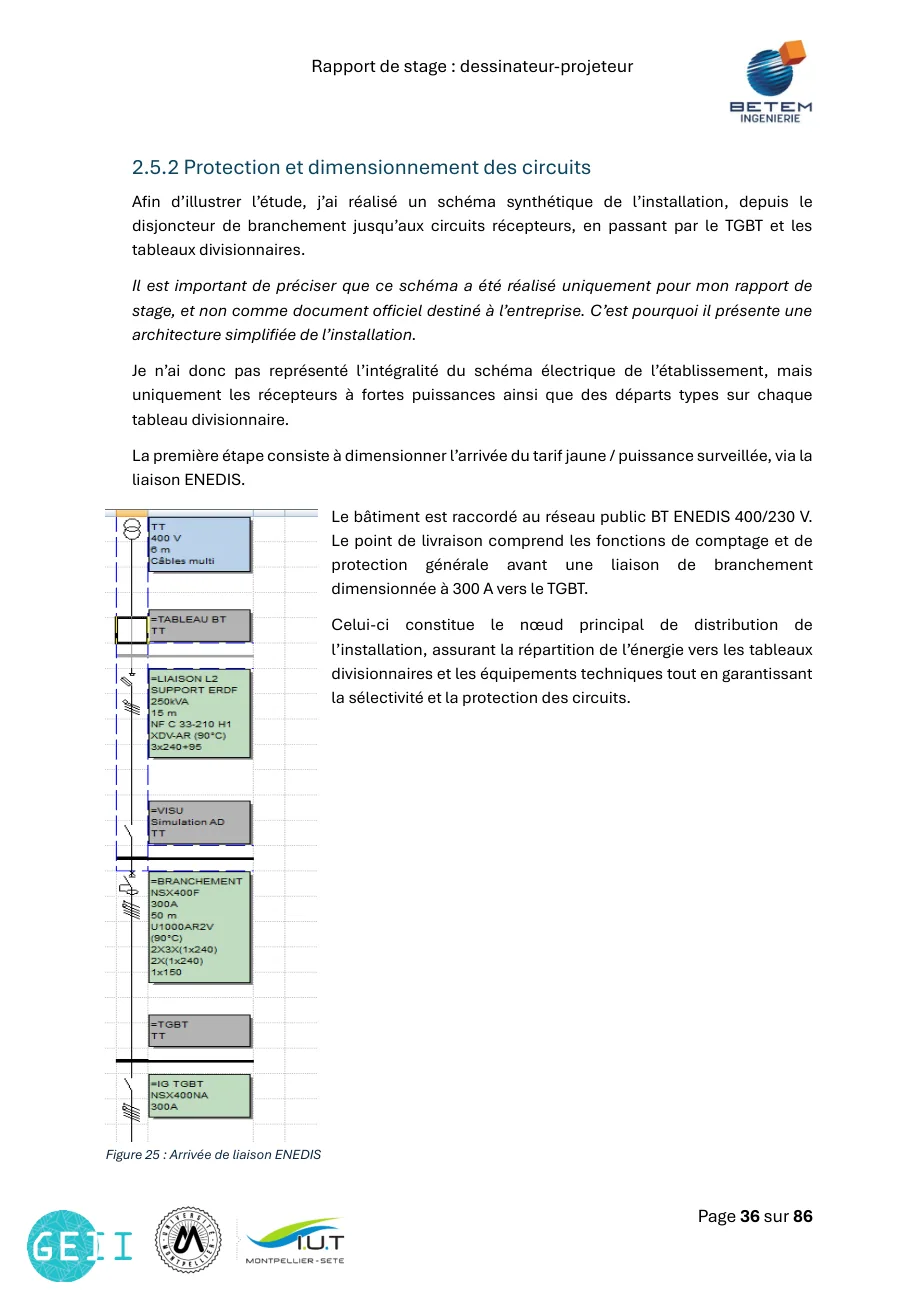 Rapport de stage : dessinateur-projeteur
BETEM
INGENIERIE
2.5.2 Protection et dimensionnement des circuits
Afin d’illustrer l’étude, j’ai réalisé un schéma synthétique de l’installation, depuis le
disjoncteur de branchement jusqu’aux circuits récepteurs, en passant par le TGBT et les
tableaux divisionnaires.
Il est important de préciser que ce schéma a été réalisé uniquement pour mon rapport de
stage, et non comme document officiel destiné à l’entreprise. C’est pourquoi il présente une
architecture simplifiée de l’installation.
Je n’ai donc pas représenté l’intégralité du schéma électrique de l’établissement, mais
uniquement les récepteurs à fortes puissances ainsi que des départs types sur chaque
tableau divisionnaire.
La première étape consiste à dimensionner l’arrivée du tarif jaune / puissance surveillée, via la
liaison ENEDIS.
TT
400 V
6 m
Câbles multi
=TABLEAU BT
TT
=LIAISON L2
SUPPORT ERDF
250kVA
15 m
NF C 33-210 H1
XDV-AR (90°C)
3x240+95
=VISU
Simulation AD
TT
=BRANCHEMENT
NSX400F
300A
50 m
U1000AR2V
(90°C)
2X3X(1x240)
2X(1x240)
1x150
=TGBT
TT
=IG TGBT
NSX400NA
300A
Le bâtiment est raccordé au réseau public BT ENEDIS 400/230 V.
Le point de livraison comprend les fonctions de comptage et de
protection générale avant une liaison de branchement
dimensionnée à 300 A vers le TGBT.
Celui-ci constitue le nœud principal de distribution de
l’installation, assurant la répartition de l’énergie vers les tableaux
divisionnaires et les équipements techniques tout en garantissant
la sélectivité et la protection des circuits.
Figure 25 : Arrivée de liaison ENEDIS
Page 36 sur 86
GEII
UNIVERSITÉ
MONTPELLIER
I.U.T
MONTPELLIER - SETE